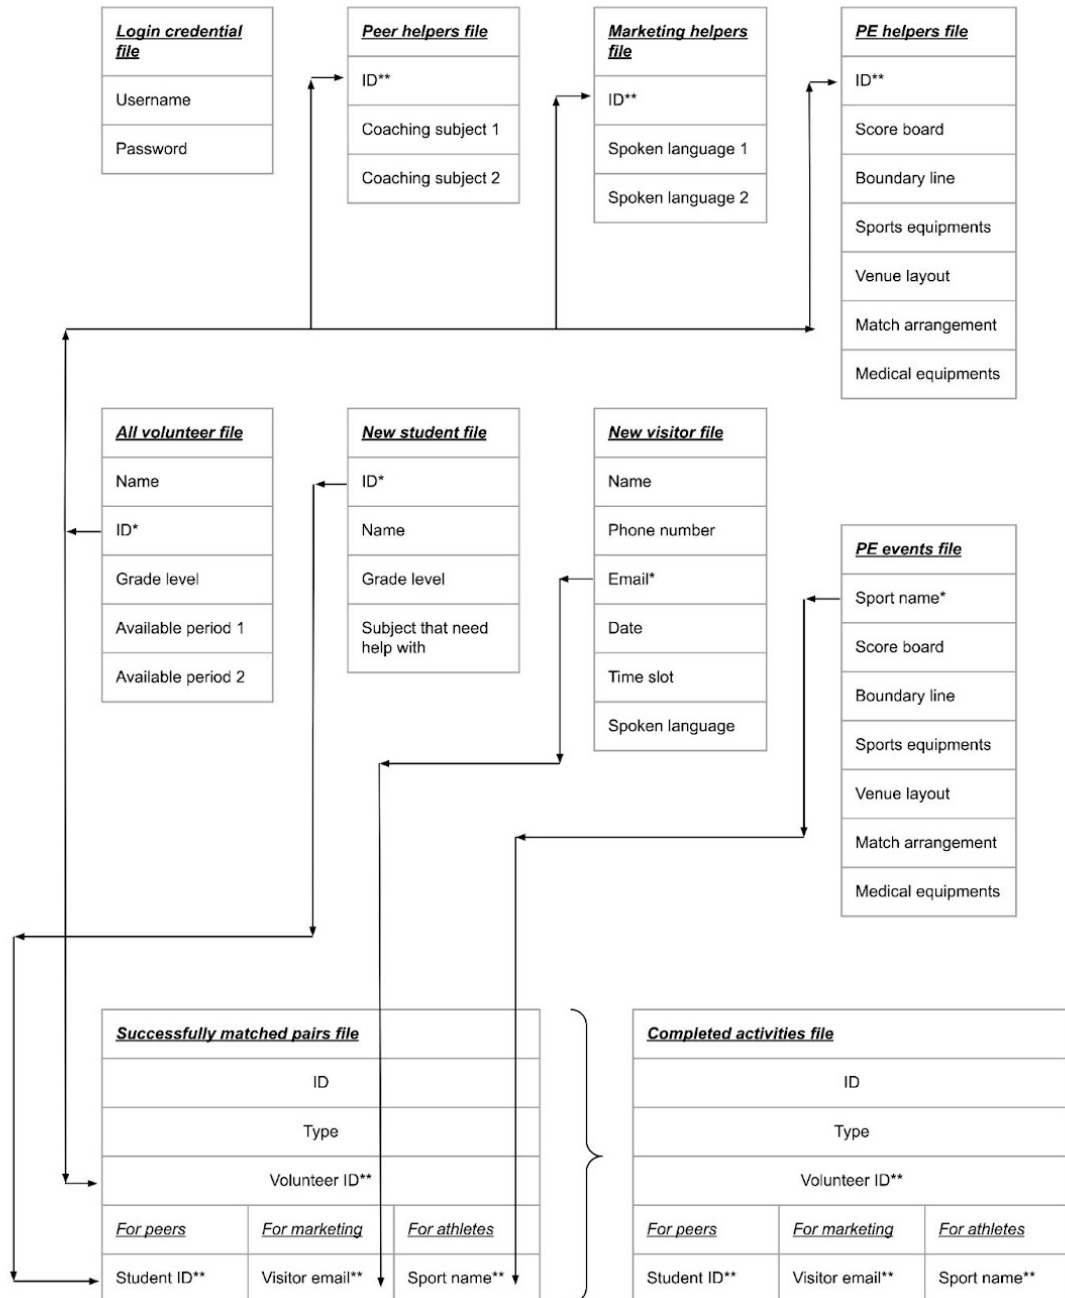 Login credential
file
Username
Password
Peer helpers file
ID**
Coaching subject 1
Coaching subject 2
Marketing helpers
file
ID**
Spoken language 1
Spoken language 2
PE helpers file
ID**
Score board
Boundary line
Sports equipments
Venue layout
Match arrangement
Medical equipments
All volunteer file
Name
ID*
Grade level
Available period 1
Available period 2
New student file
ID*
Name
Grade level
Subject that need
help with
New visitor file
Name
Phone number
Email*
Date
Time slot
Spoken language
PE events file
Sport name*
Score board
Boundary line
Sports equipments
Venue layout
Match arrangement
Medical equipments
Successfully matched pairs file
ID
Type
Volunteer ID**
For peers
For marketing
For athletes
Student ID**
Visitor email**
Sport name**
Completed activities file
ID
Type
Volunteer ID**
For peers
For marketing
For athletes
Student ID**
Visitor email**
Sport name**